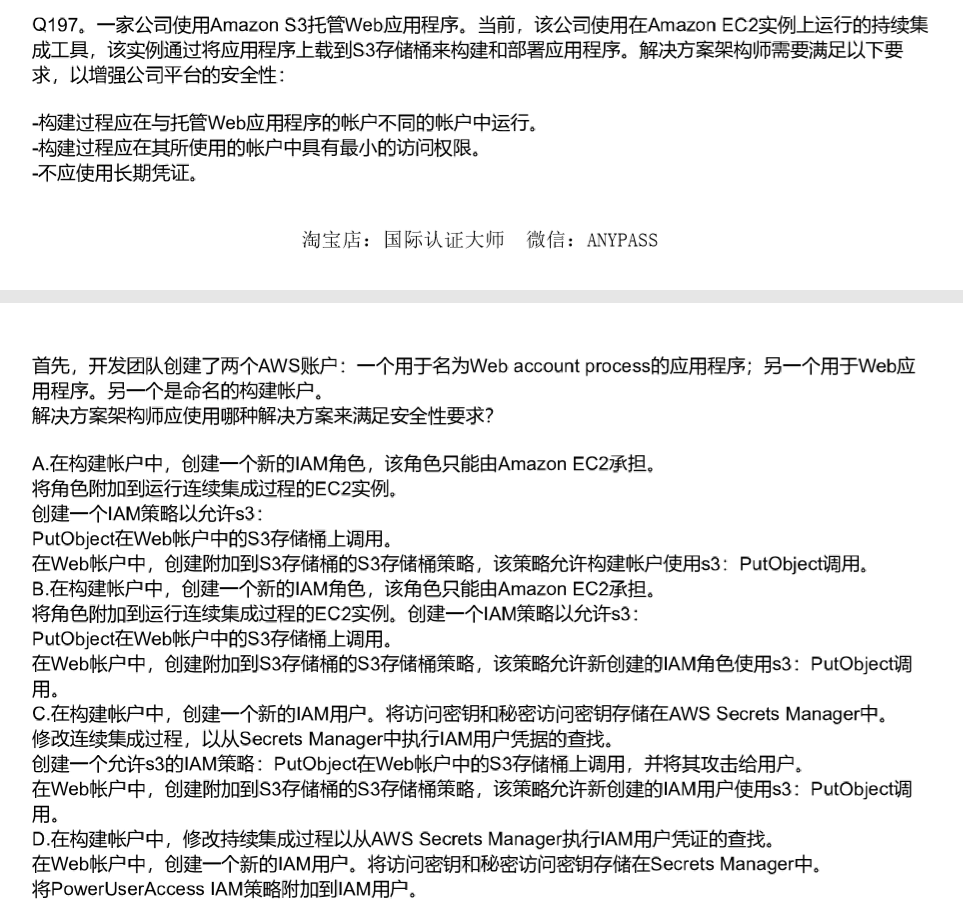 Q197。一家公司使用Amazon S3托管Web应用程序。当前，该公司使用在Amazon EC2实例上运行的持续集
成工具，该实例通过将应用程序上载到S3存储桶来构建和部署应用程序。解决方案架构师需要满足以下要
求，以增强公司平台的安全性：
-构建过程应在与托管Web应用程序的帐户不同的帐户中运行。
-构建过程应在其所使用的帐户中具有最小的访问权限。
-不应使用长期凭证。
淘宝店：国际认证大师 微信：ANYPASS
首先，开发团队创建了两个AWS账户：一个用于名为Web account process的应用程序；另一个用于Web应
用程序。另一个是命名的构建帐户。
解决方案架构师应使用哪种解决方案来满足安全性要求？
A.在构建帐户中，创建一个新的IAM角色，该角色只能由Amazon EC2承担。
将角色附加到运行连续集成过程的EC2实例。
创建一个IAM策略以允许s3：
PutObject在Web帐户中的S3存储桶上调用。
在Web帐户中，创建附加到S3存储桶的S3存储桶策略，该策略允许构建帐户使用s3：PutObject调用。
B.在构建帐户中，创建一个新的IAM角色，该角色只能由Amazon EC2承担。
将角色附加到运行连续集成过程的EC2实例。创建一个IAM策略以允许s3：
PutObject在Web帐户中的S3存储桶上调用。
在Web帐户中，创建附加到S3存储桶的S3存储桶策略，该策略允许新创建的IAM角色使用s3：PutObject调
用。
C.在构建帐户中，创建一个新的IAM用户。将访问密钥和秘密访问密钥存储在AWS Secrets Manager中。
修改连续集成过程，以从Secrets Manager中执行IAM用户凭据的查找。
创建一个允许s3的IAM策略：PutObject在Web帐户中的S3存储桶上调用，并将其攻击给用户。
在Web帐户中，创建附加到S3存储桶的S3存储桶策略，该策略允许新创建的IAM用户使用s3：PutObject调
用。
D.在构建帐户中，修改持续集成过程以从AWS Secrets Manager执行IAM用户凭证的查找。
在Web帐户中，创建一个新的IAM用户。将访问密钥和秘密访问密钥存储在Secrets Manager中。
将PowerUserAccess IAM策略附加到IAM用户。